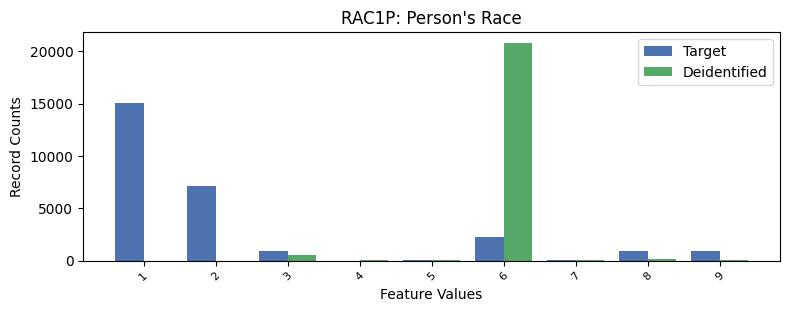 RAC1P: Person's Race
Target
Deidentified
20000
15000
10000
5000
0
Record Counts
1 2 3 4 5 6 7 8 9
Feature Values